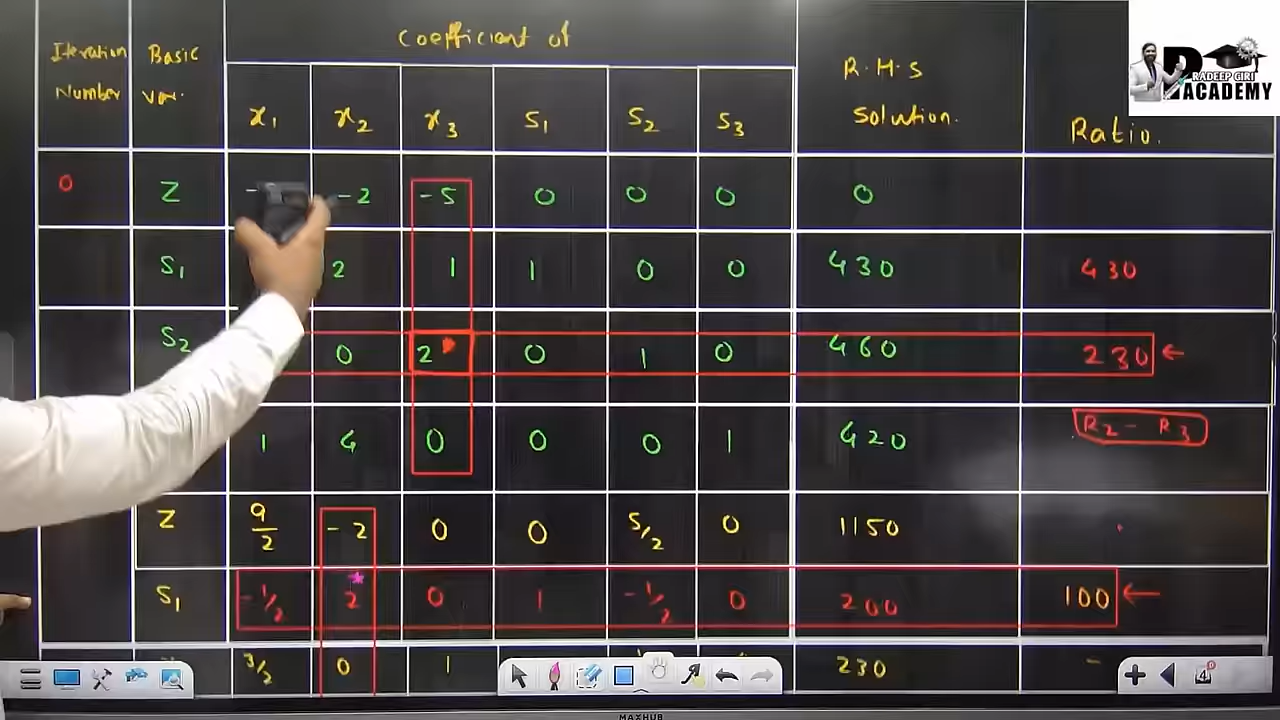 coefficient of
Iteration Number
Basic var.
x₁ x₂ x₃ S₁ S₂ S₃
R.H.S solution.
Ratio.
RADEEP GIRI
ACADEMY
0 Z -2 -5 0 0 0 0
S₁ 2 1 1 0 0 430 430
S₂ 0 2 0 1 0 460 230 ←
1 4 0 0 0 1 420
R₂ - R₃
Z 9/2 -2 0 0 5/2 0 1150
S₁ -1/2 2* 0 1 -1/2 0 200 100 ←
3/2 0 1 230 -
4
MAXHUB